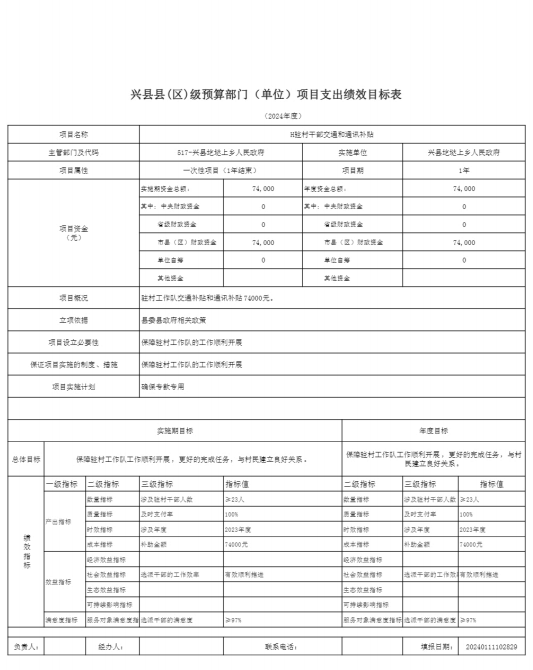 兴县县(区)级预算部门（单位）项目支出绩效目标表
（2024年度）
项目名称 H驻村干部交通和通讯补贴
主管部门及代码 517-兴县圪垯上乡人民政府 实施单位 兴县圪垯上乡人民政府
项目属性 一次性项目（1年结束） 项目期 1年
项目资金（元） 实施期资金总额： 74,000 年度资金总额： 74,000
其中：中央财政资金 0 其中：中央财政资金 0
省级财政资金 0 省级财政资金 0
市县（区）财政资金 74,000 市县（区）财政资金 74,000
单位自筹 0 单位自筹 0
其他资金 其他资金
项目概况 驻村工作队交通补贴和通讯补贴74000元。
立项依据 县委县政府相关政策
项目设立必要性 保障驻村工作队的工作顺利开展
保证项目实施的制度、措施 保障驻村工作队的工作顺利开展
项目实施计划 确保专款专用
实施期目标 年度目标
总体目标 保障驻村工作队工作顺利开展，更好的完成任务，与村民建立良好关系。 保障驻村工作队工作顺利开展，更好的完成任务，与村民建立良好关系。
绩效指标 一级指标 二级指标 三级指标 指标值 二级指标 三级指标 指标值
产出指标 数量指标 涉及驻村干部人数 ≥23人 数量指标 涉及驻村干部人数 ≥23人
质量指标 及时支付率 100% 质量指标 及时支付率 100%
时效指标 涉及年度 2023年度 时效指标 涉及年度 2023年度
成本指标 补助金额 74000元 成本指标 补助金额 74000元
效益指标 经济效益指标 经济效益指标
社会效益指标 选派干部的工作效率 有效顺利推进 社会效益指标 选派干部的工作效 有效顺利推进
生态效益指标 生态效益指标
可持续影响指标 可持续影响指标
满意度指标 服务对象满意度指 选派干部的满意度 ≥97% 服务对象满意度指标 选派干部的满意度 ≥97%
负责人： 经办人： 联系电话： 填报日期： 20240111102829